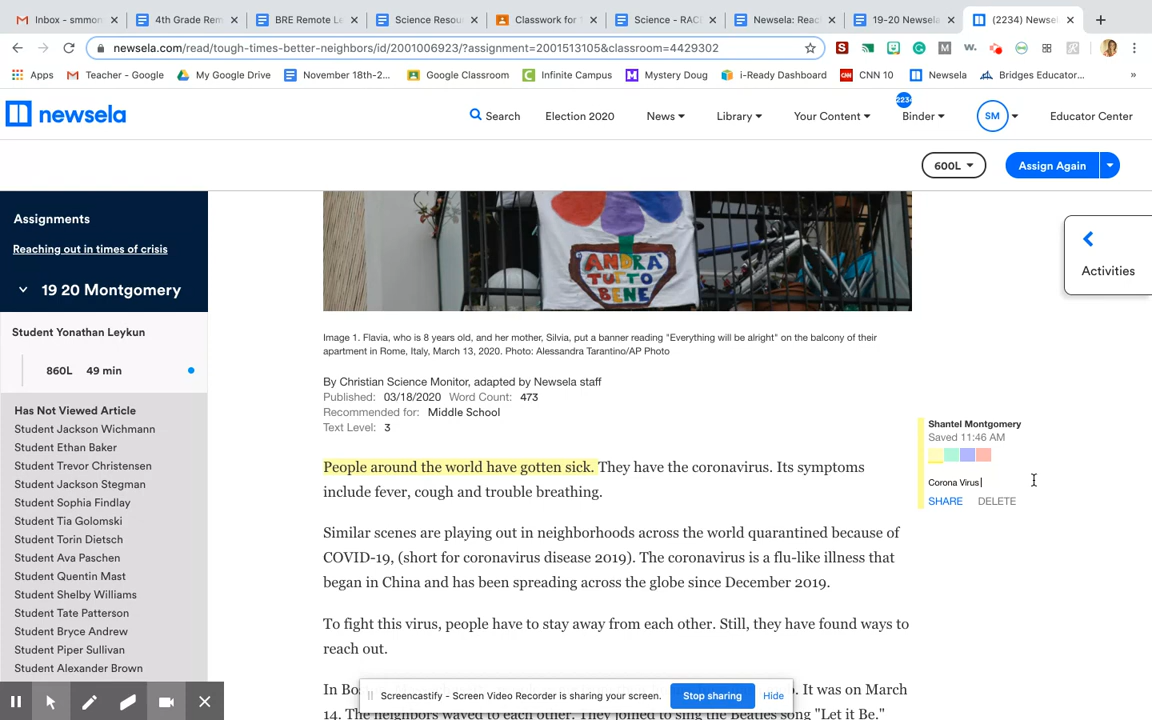 Inbox - smmon
4th Grade Rem
BRE Remote Le
Science Resou
Classwork for
Science - RACE
Newsela: Rea
19-20 Newsela
(2234) Newsel
newsela.com/read/tough-times-better-neighbors/id/2001006923/?assignment=2001513105&classroom=4429302
Apps
Teacher - Google
My Google Drive
November 18th-2...
Google Classroom
Infinite Campus
Mystery Doug
i-Ready Dashboard
CNN 10
Newsela
Bridges Educator...
»
newsela
Search
Election 2020
News
Library
Your Content
2234
Binder
SM
Educator Center
600L
Assign Again
Assignments
Reaching out in times of crisis
19 20 Montgomery
Student Yonathan Leykun
860L 49 min
Has Not Viewed Article
Student Jackson Wichmann
Student Ethan Baker
Student Trevor Christensen
Student Jackson Stegman
Student Sophia Findlay
Student Tia Golomski
Student Torin Dietsch
Student Ava Paschen
Student Quentin Mast
Student Shelby Williams
Student Tate Patterson
Student Bryce Andrew
Student Piper Sullivan
Student Alexander Brown
Activities
ANDRA'
TUTTO
BENE
Image 1. Flavia, who is 8 years old, and her mother, Silvia, put a banner reading "Everything will be alright" on the balcony of their
apartment in Rome, Italy, March 13, 2020. Photo: Alessandra Tarantino/AP Photo
By Christian Science Monitor, adapted by Newsela staff
Published: 03/18/2020 Word Count: 473
Recommended for: Middle School
Text Level: 3
People around the world have gotten sick. They have the coronavirus. Its symptoms
include fever, cough and trouble breathing.
Similar scenes are playing out in neighborhoods across the world quarantined because of
COVID-19, (short for coronavirus disease 2019). The coronavirus is a flu-like illness that
began in China and has been spreading across the globe since December 2019.
To fight this virus, people have to stay away from each other. Still, they have found ways to
reach out.
In Bo
. It was on March
14. The neighbors waved to each other. They joined to sing the Beatles song "Let it Be."
Shantel Montgomery
Saved 11:46 AM
Corona Virus
SHARE DELETE
Screencastify - Screen Video Recorder is sharing your screen.
Stop sharing
Hide